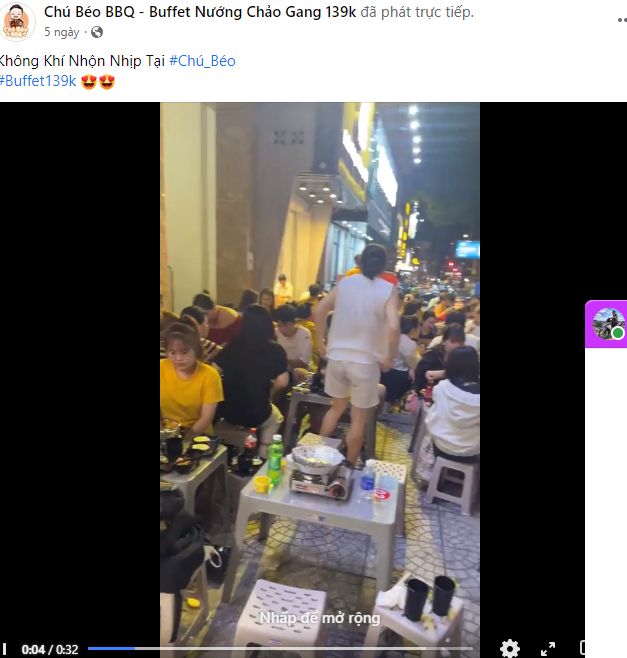 Chú Béo BBQ - Buffet Nướng Chảo Gang 139k đã phát trực tiếp.
5 ngày ·
Không Khí Nhộn Nhịp Tại #Chú_Béo
#Buffet139k 😍😍
Nhấp để mở rộng
0:04 / 0:32